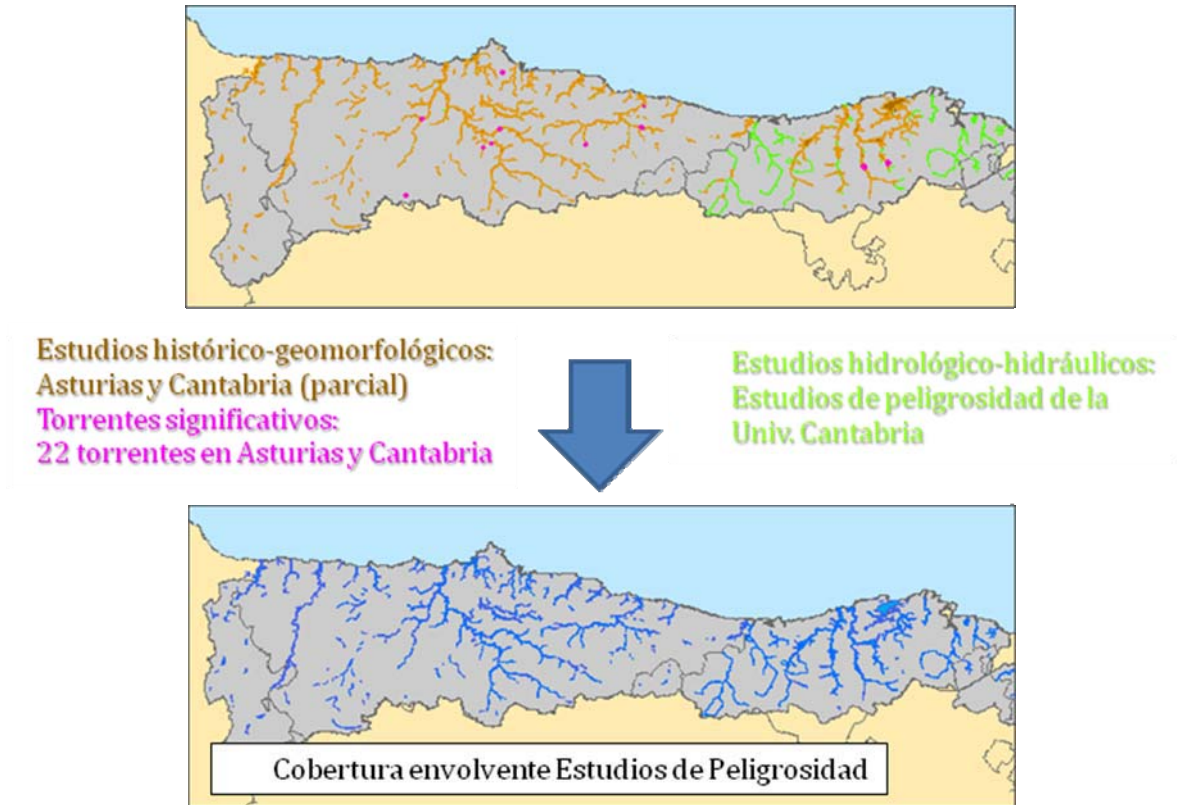 Estudios histórico-geomorfológicos:
Asturias y Cantabria (parcial)
Torrentes significativos:
22 torrentes en Asturias y Cantabria
Estudios hidrológico-hidráulicos:
Estudios de peligrosidad de la
Univ. Cantabria
Cobertura envolvente Estudios de Peligrosidad